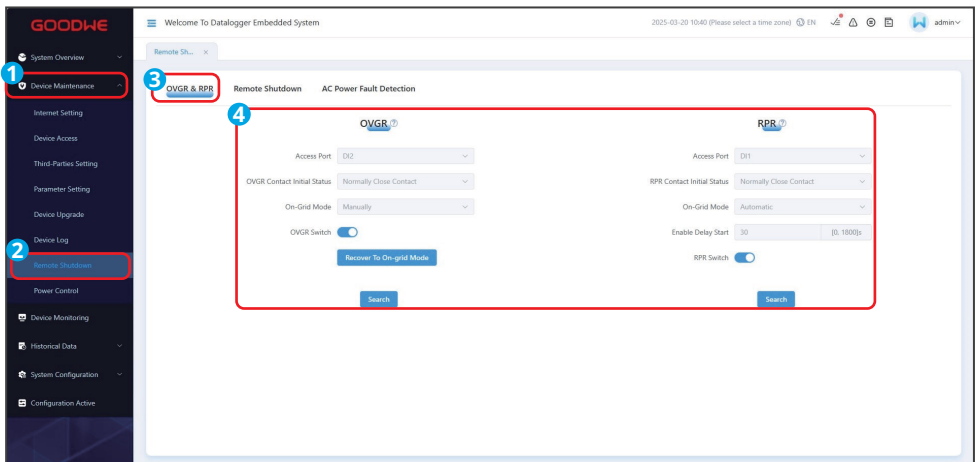 GOODWE
Welcome To Datalogger Embedded System
2025-03-20 10:40 (Please select a time zone)
EN
admin
System Overview
Remote Sh... ×
1
Device Maintenance
3
OVGR & RPR
Remote Shutdown
AC Power Fault Detection
Internet Setting
Device Access
Third-Parties Setting
Parameter Setting
Device Upgrade
Device Log
2
Remote Shutdown
Power Control
Device Monitoring
Historical Data
System Configuration
Configuration Active
4
OVGR ?
Access Port DI2
OVGR Contact Initial Status Normally Close Contact
On-Grid Mode Manually
OVGR Switch
Recover To On-grid Mode
Search
RPR ?
Access Port DI1
RPR Contact Initial Status Normally Close Contact
On-Grid Mode Automatic
Enable Delay Start 30 [0, 1800]s
RPR Switch
Search